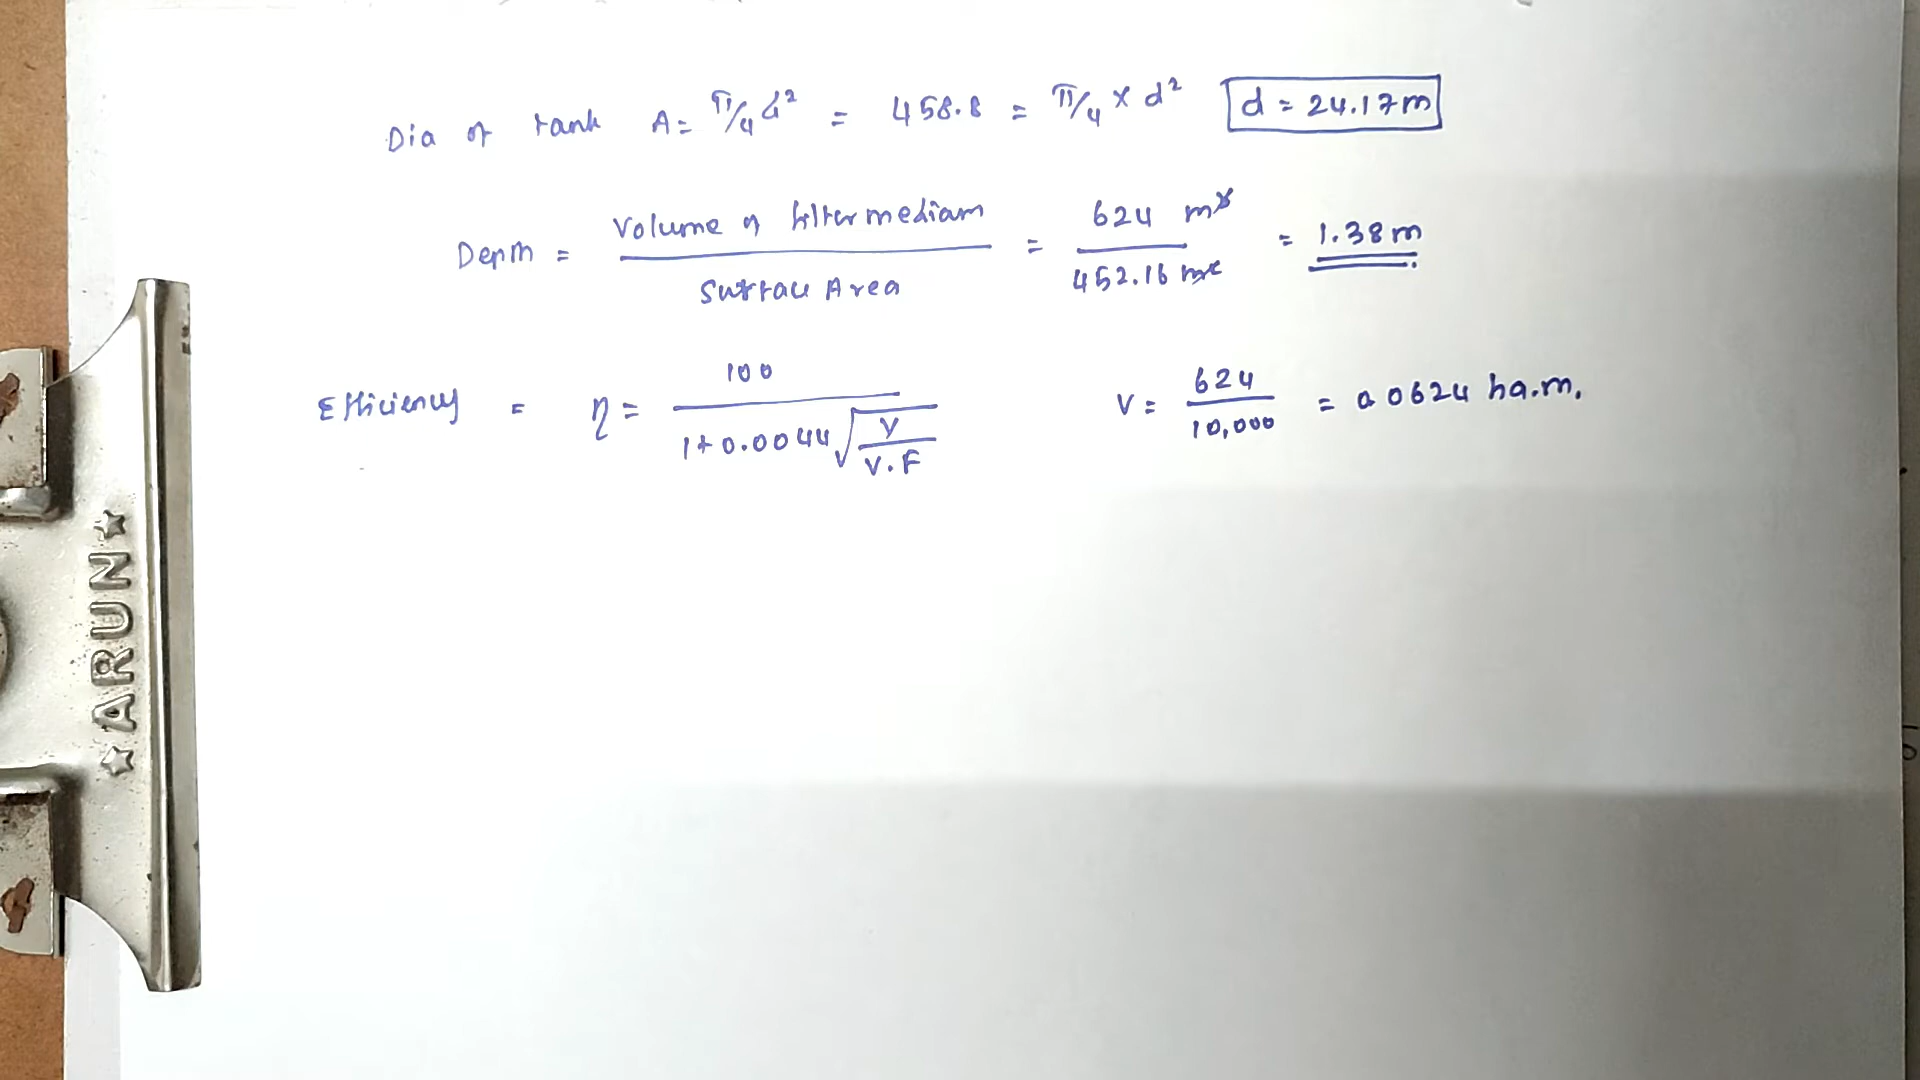 Dia of tank A = π/4 d² = 458.8 = π/4 × d² d = 24.17m
Depth = Volume of filter mediam / Surface Area = 624 m³ / 452.16 m² = 1.38m
Efficiency = η = 100 / 1+0.0044 √ V / V.F V = 624 / 10,000 = 0.0624 ha.m.
☆ARUN☆